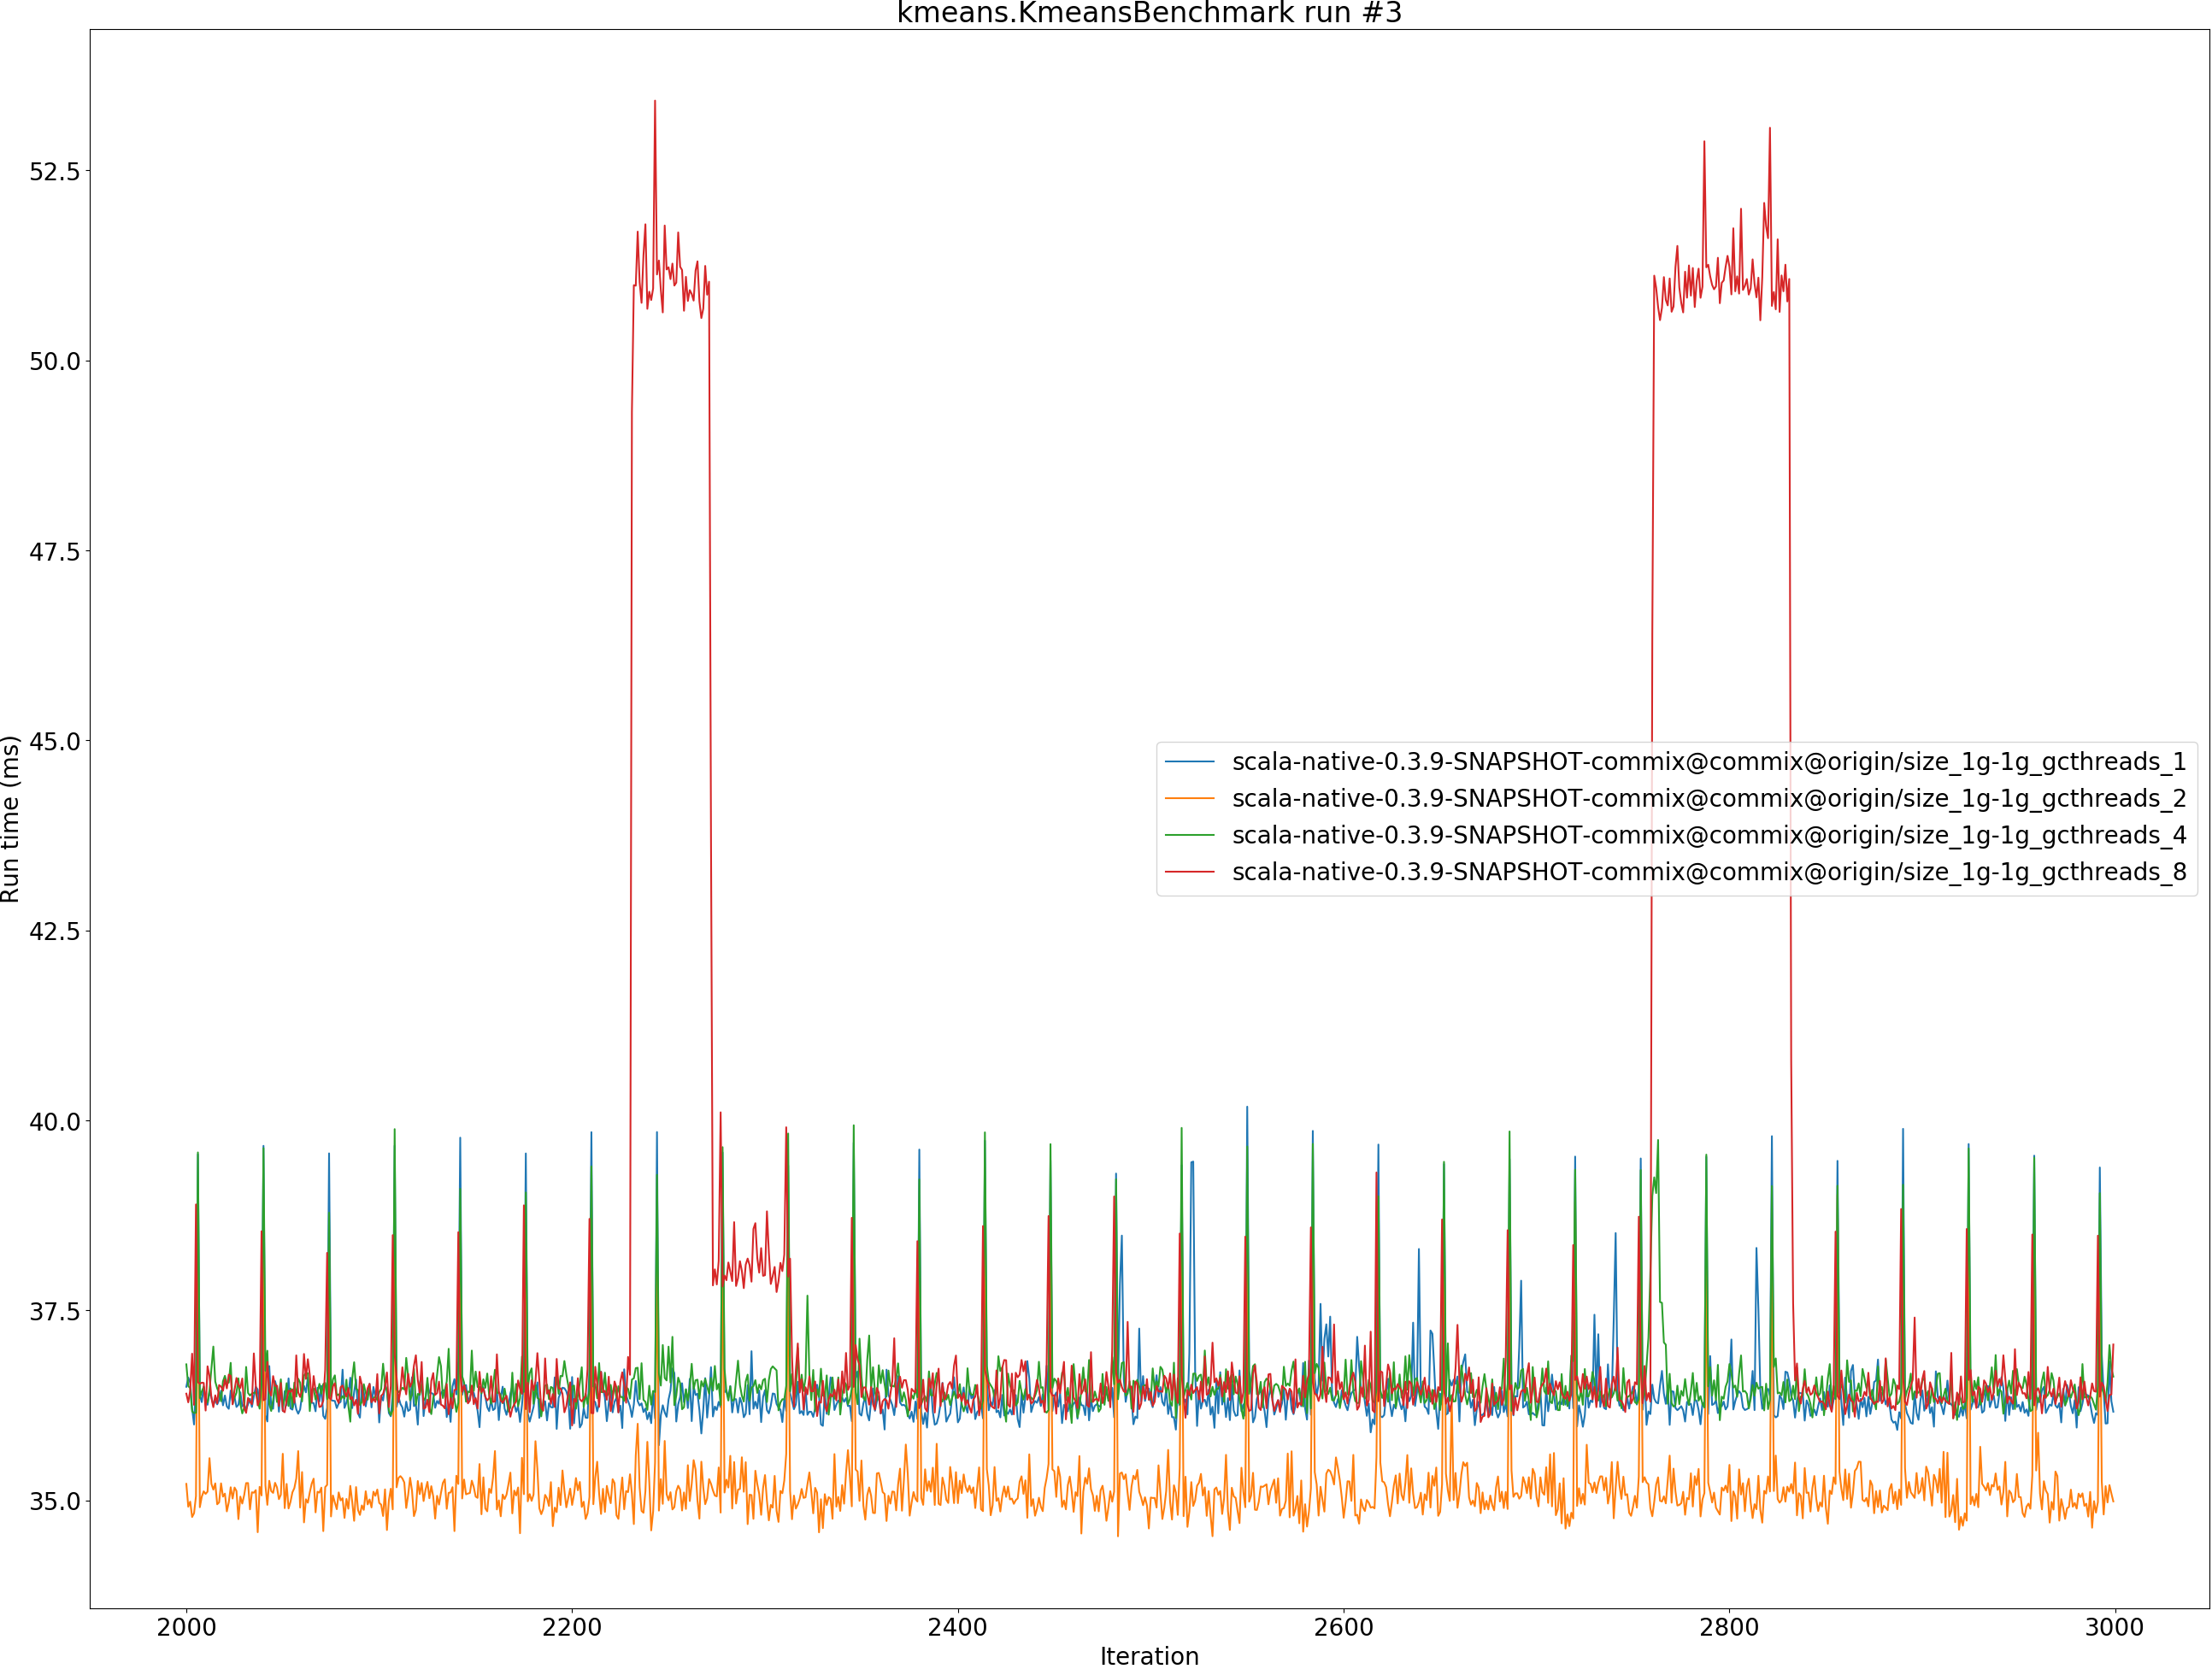 kmeans.KmeansBenchmark run #3
Run time (ms)
52.5
50.0
47.5
45.0
42.5
40.0
37.5
35.0
scala-native-0.3.9-SNAPSHOT-commix@commix@origin/size_1g-1g_gcthreads_1
scala-native-0.3.9-SNAPSHOT-commix@commix@origin/size_1g-1g_gcthreads_2
scala-native-0.3.9-SNAPSHOT-commix@commix@origin/size_1g-1g_gcthreads_4
scala-native-0.3.9-SNAPSHOT-commix@commix@origin/size_1g-1g_gcthreads_8
2000 2200 2400 2600 2800 3000
Iteration